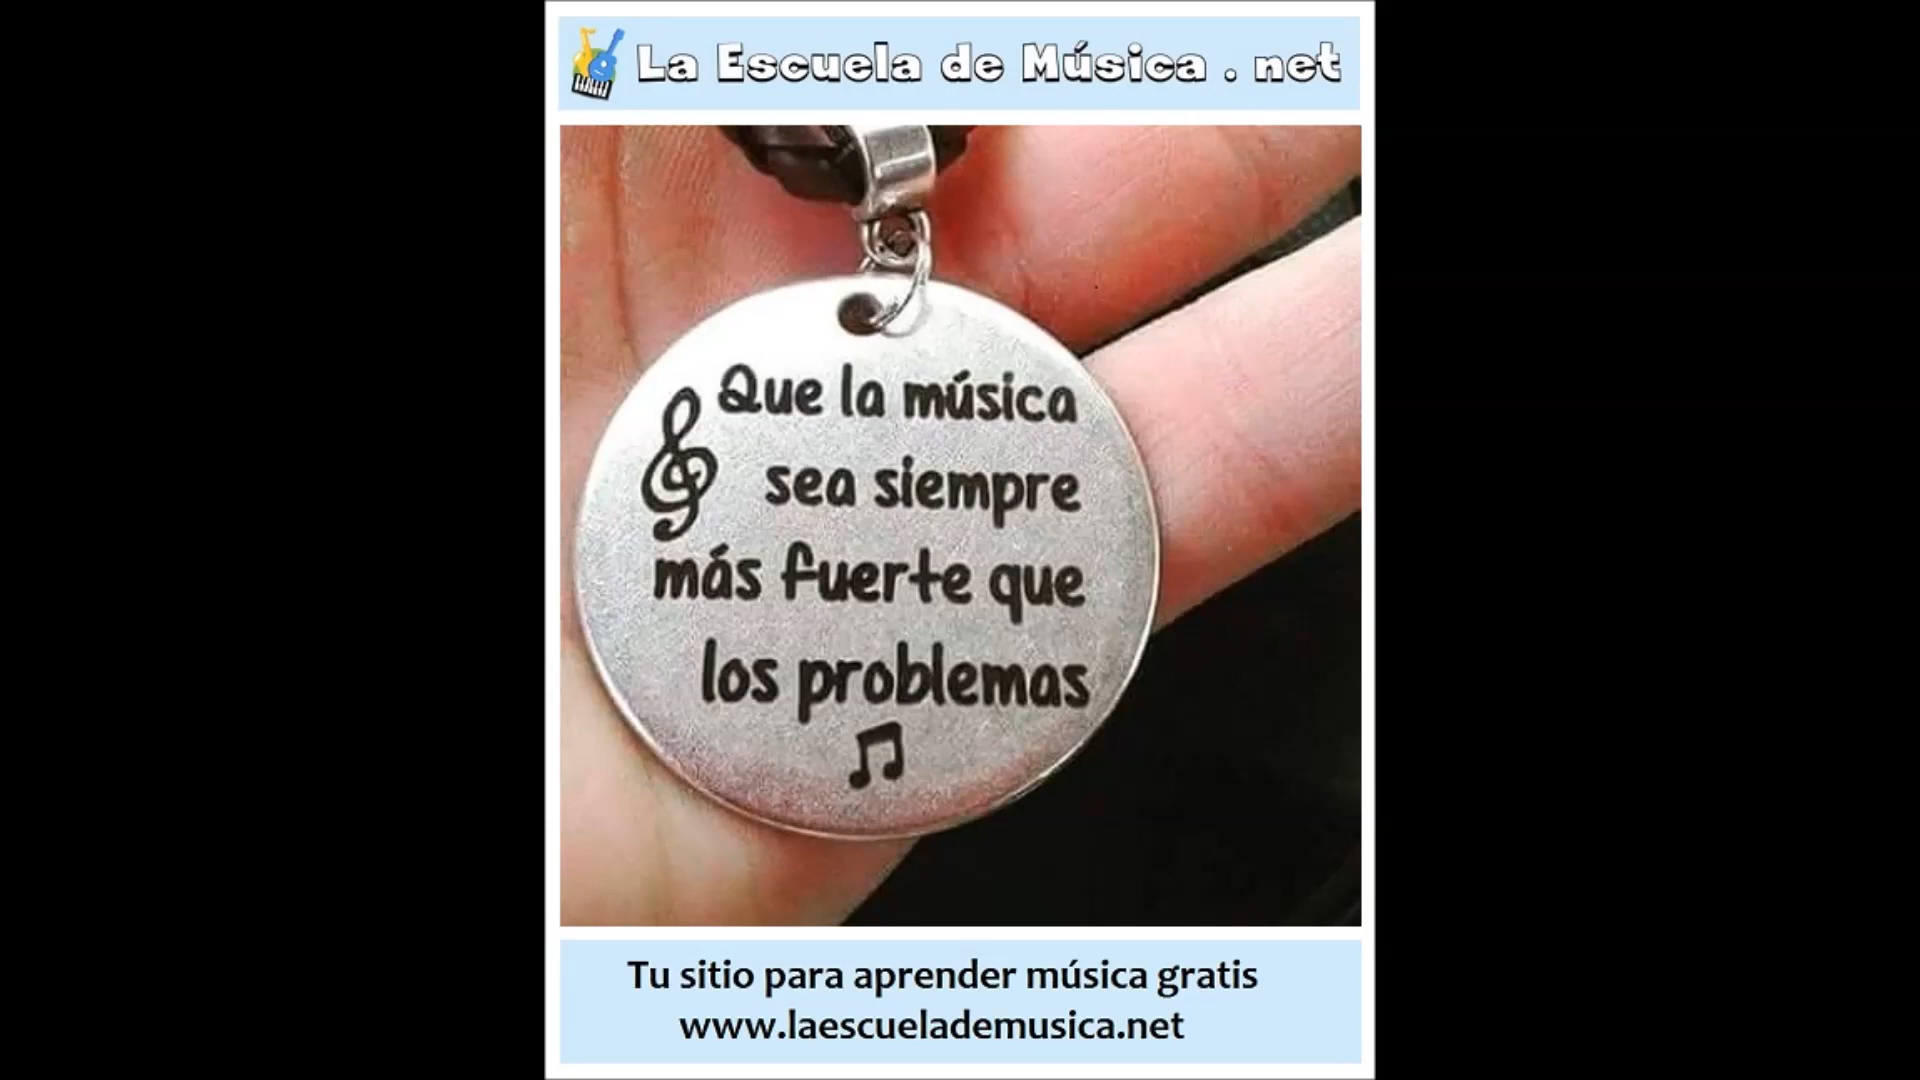 La Escuela de Música . net
Que la música
sea siempre
más fuerte que
los problemas
Tu sitio para aprender música gratis
www.laescuelademusica.net